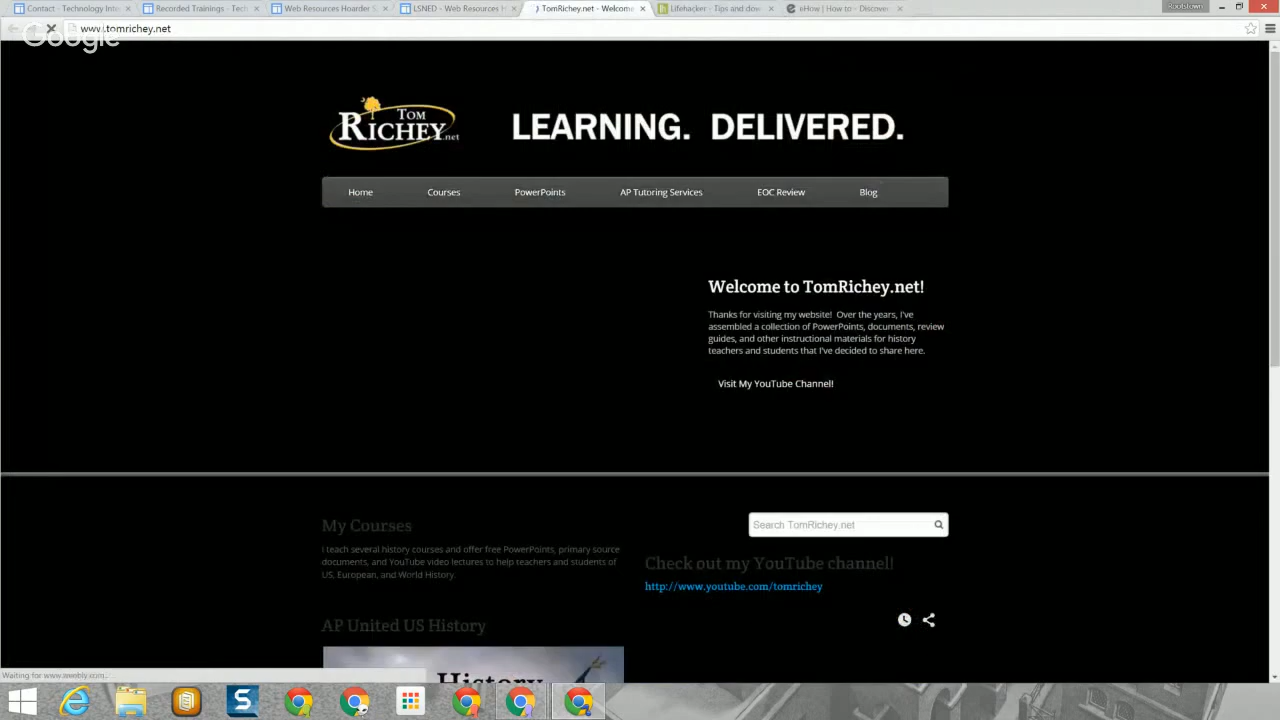 Contact - Technology Inte
Recorded Trainings - Tech
Web Resources Hoarder S
LSNED - Web Resources H
TomRichey.net - Welcome
Lifehacker - Tips and dow
eHow | How to - Discover
Rootstown
www.tomrichey.net
Google
TOM
RICHEY.net
LEARNING. DELIVERED.
Home
Courses
PowerPoints
AP Tutoring Services
EOC Review
Blog
Welcome to TomRichey.net!
Thanks for visiting my website! Over the years, I've
assembled a collection of PowerPoints, documents, review
guides, and other instructional materials for history
teachers and students that I've decided to share here.
Visit My YouTube Channel!
My Courses
I teach several history courses and offer free PowerPoints, primary source
documents, and YouTube video lectures to help teachers and students of
US, European, and World History.
Search TomRichey.net
Check out my YouTube channel!
http://www.youtube.com/tomrichey
AP United US History
History
Waiting for www.weebly.com...
S